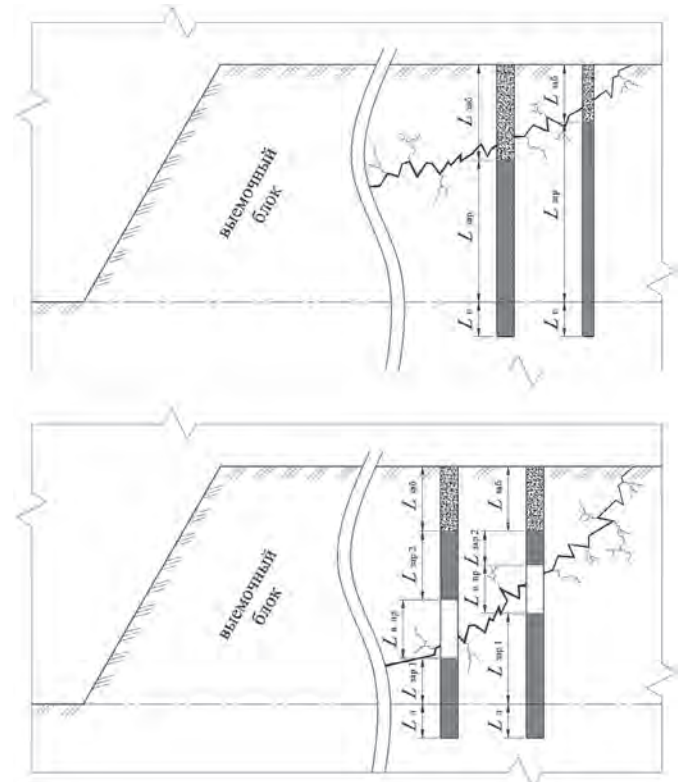 выемочный
блок
L заб
L зар
L п
L заб
L зар
L п
выемочный
блок
L заб
L зар 2
L в. пр
L зар 1
L п
L заб
L зар 2
L в. пр
L зар 1
L п